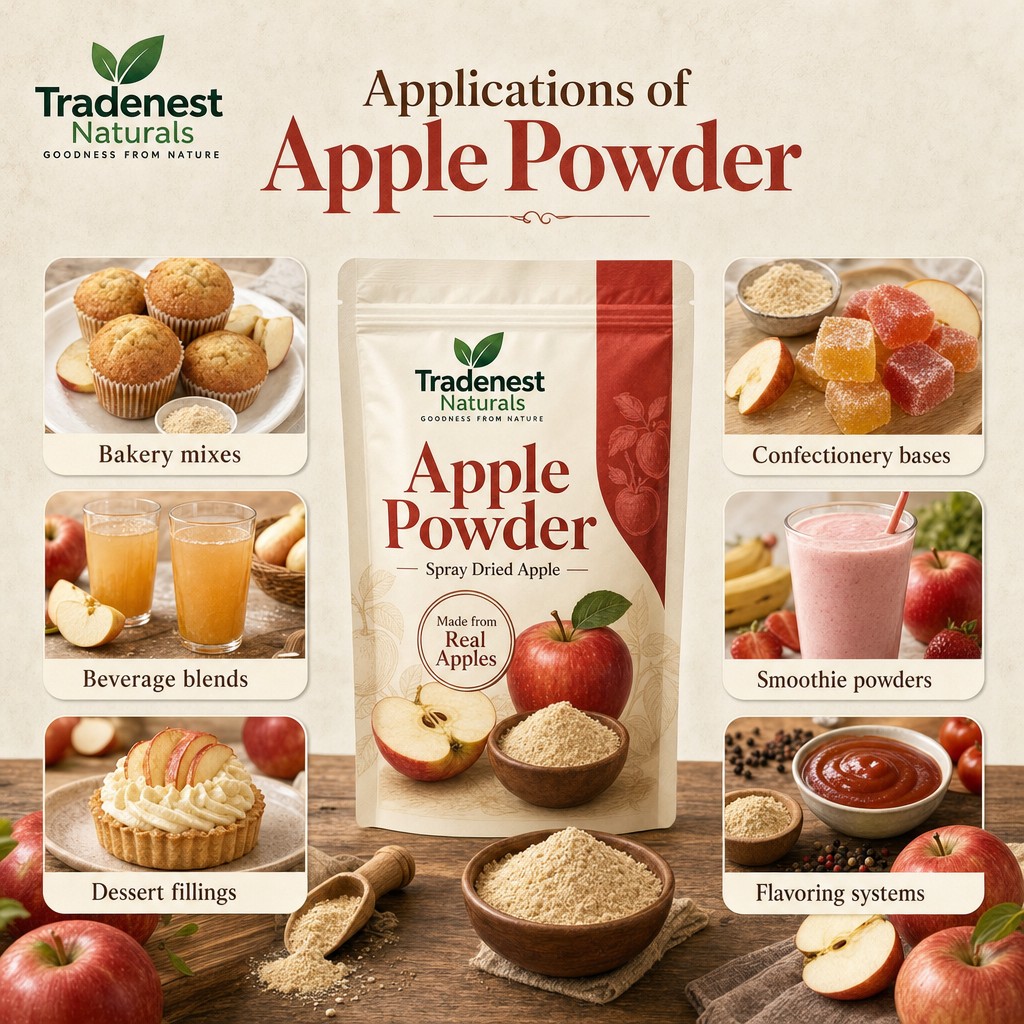 Tradenest
Naturals
GOODNESS FROM NATURE
Applications of
Apple Powder
Bakery mixes
Beverage blends
Dessert fillings
Tradenest
Naturals
GOODNESS FROM NATURE
Apple
Powder
Spray Dried Apple
Made from
Real
Apples
Confectionery bases
Smoothie powders
Flavoring systems